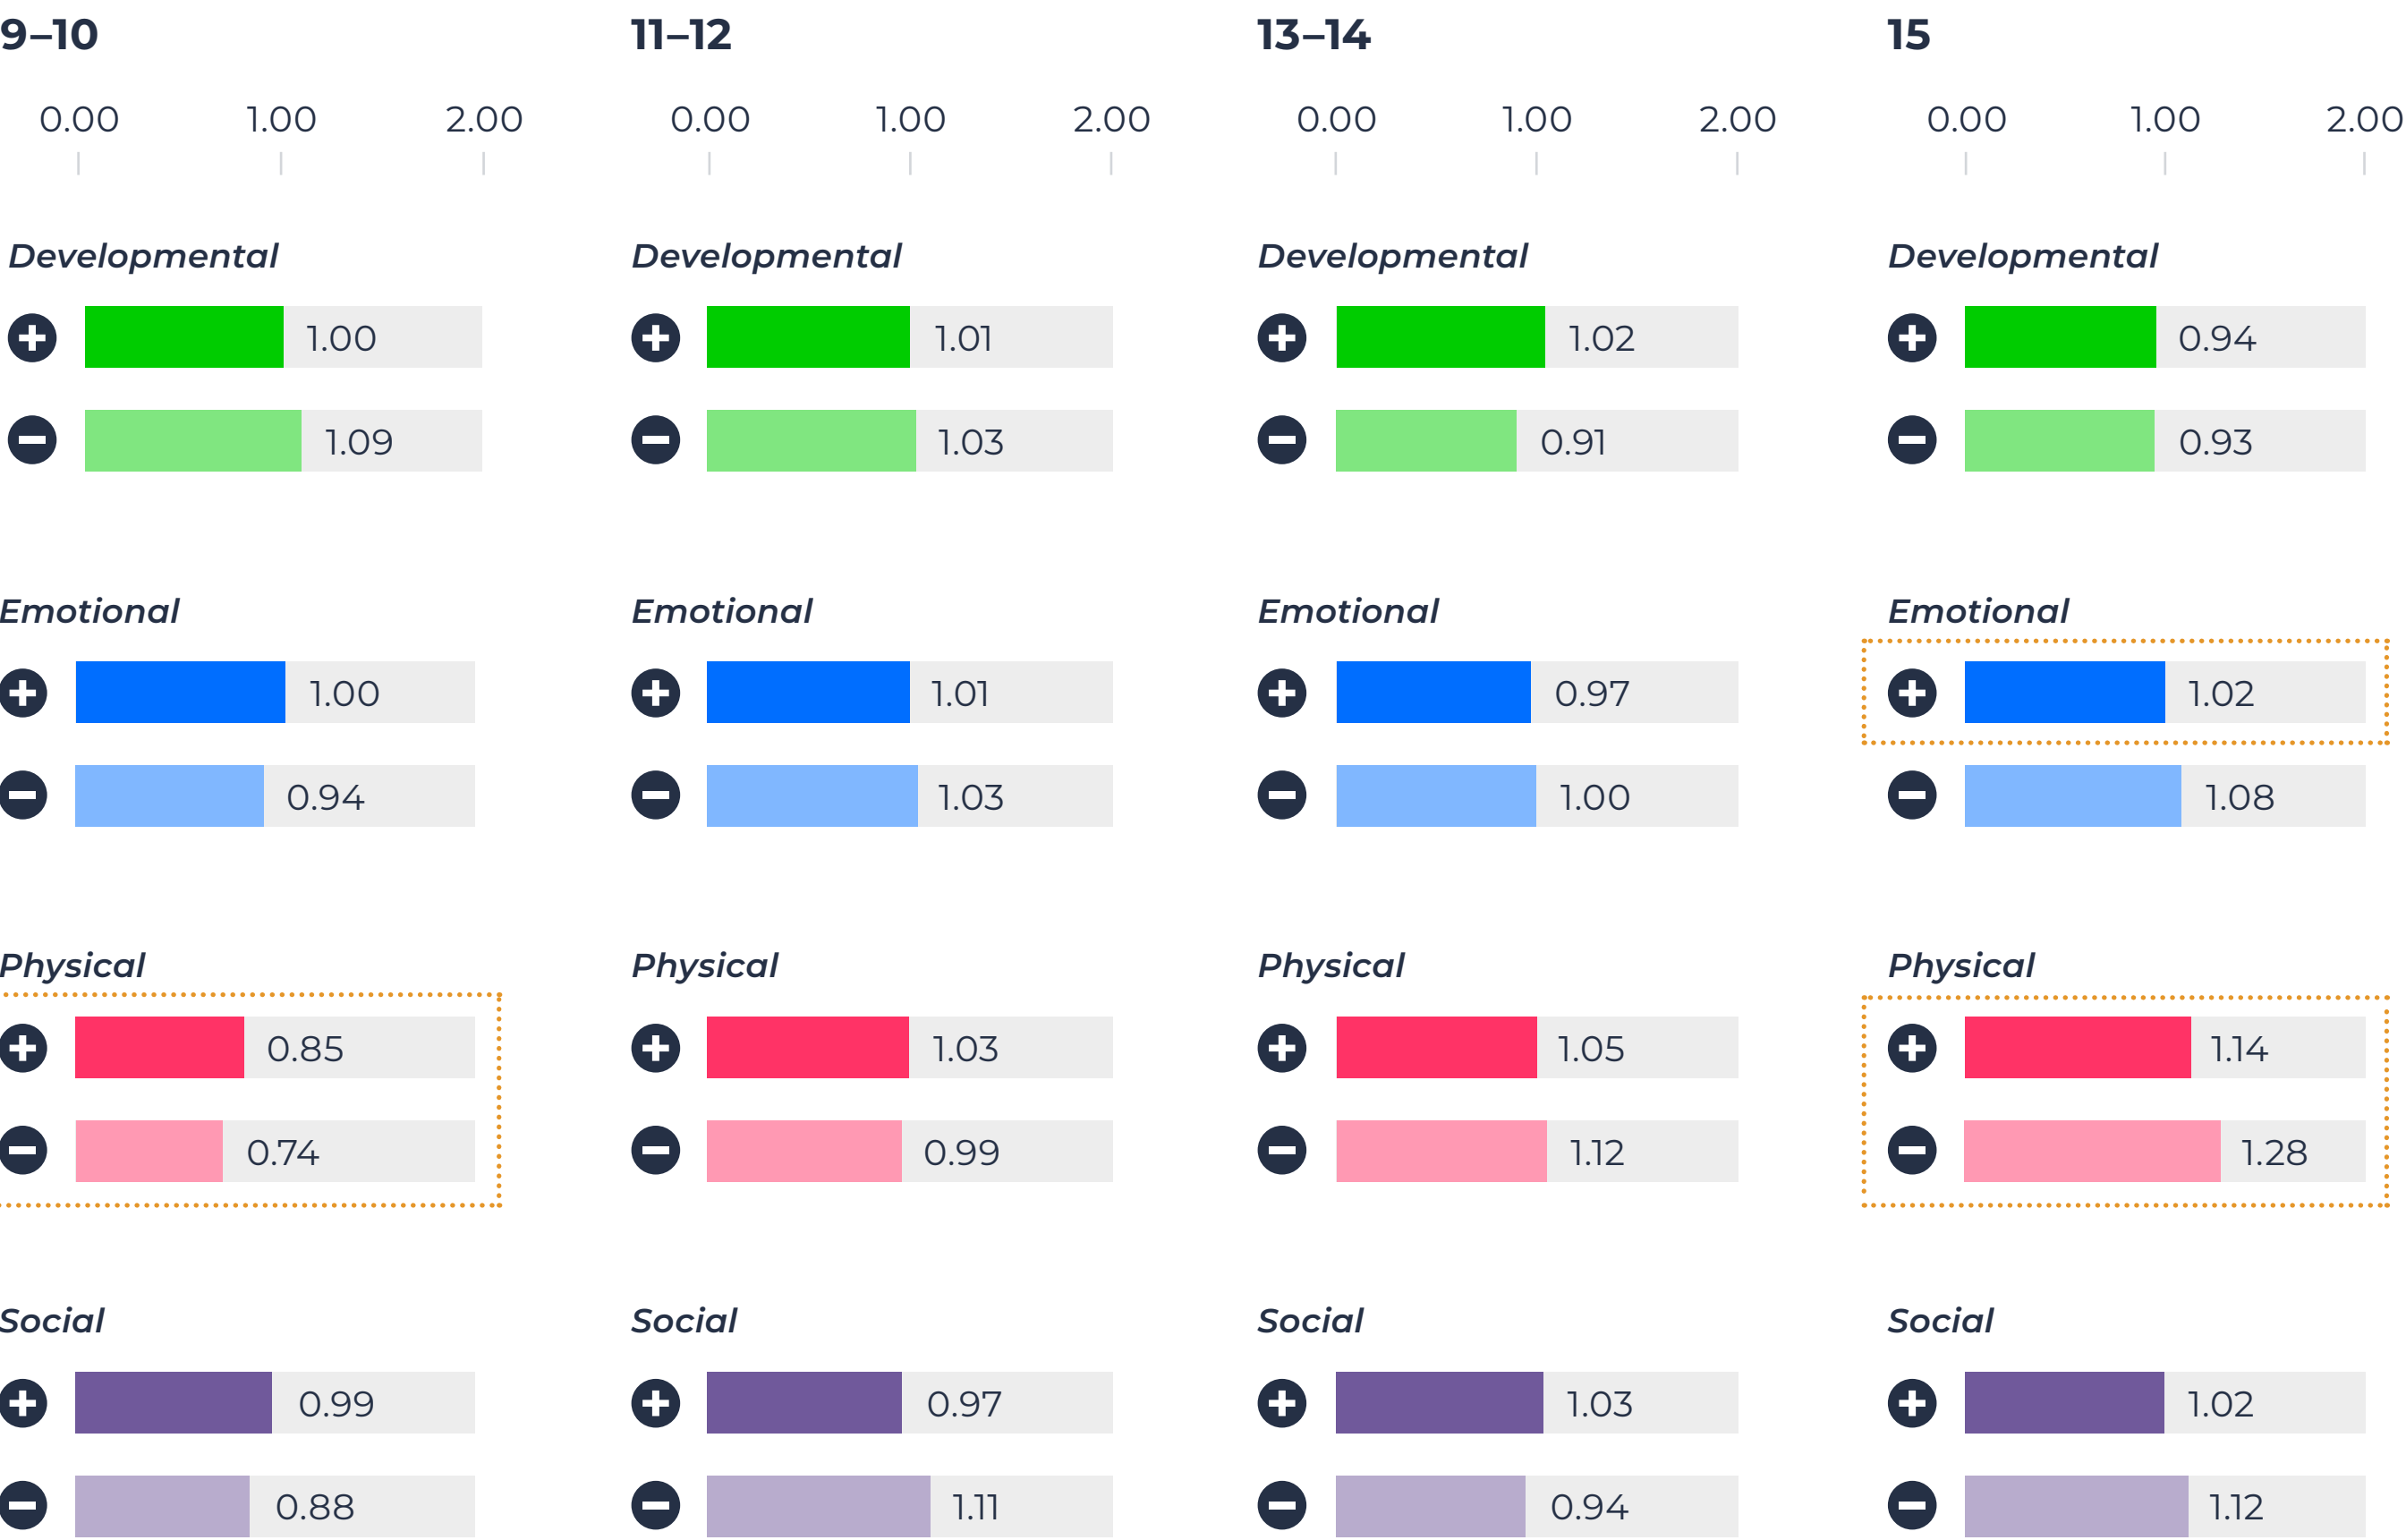 9–10 11–12 13–14 15
0.00 1.00 2.00 0.00 1.00 2.00 0.00 1.00 2.00 0.00 1.00 2.00
Developmental Developmental Developmental Developmental
1.00 1.01 1.02 0.94
1.09 1.03 0.91 0.93
Emotional Emotional Emotional Emotional
1.00 1.01 0.97 1.02
0.94 1.03 1.00 1.08
Physical Physical Physical Physical
0.85 1.03 1.05 1.14
0.74 0.99 1.12 1.28
Social Social Social Social
0.99 0.97 1.03 1.02
0.88 1.11 0.94 1.12